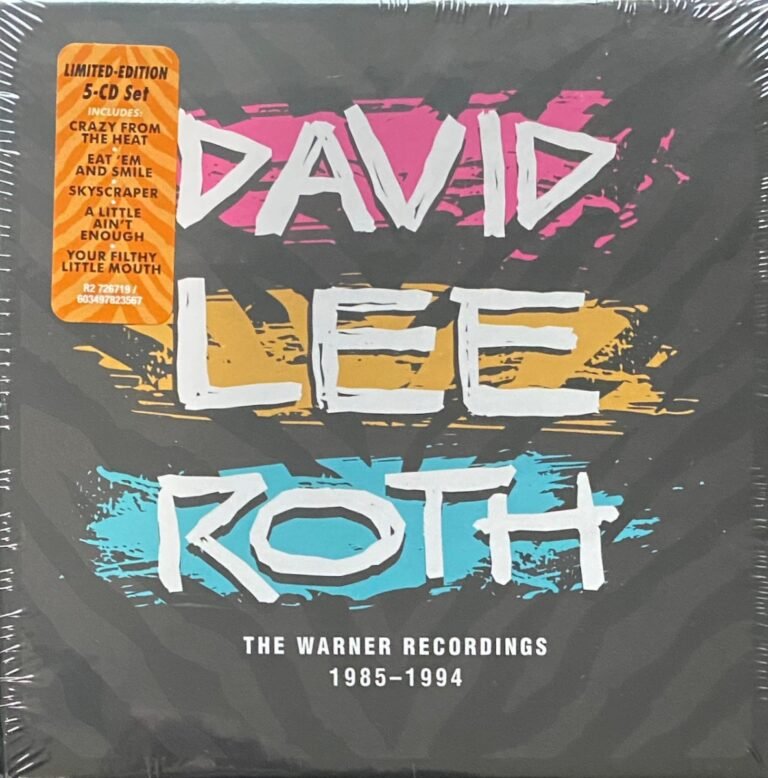 LIMITED-EDITION
5-CD Set
INCLUDES:
CRAZY FROM
THE HEAT
EAT 'EM
AND SMILE
SKYSCRAPER
A LITTLE
AIN'T
ENOUGH
YOUR FILTHY
LITTLE MOUTH
R2 726719 /
603497823567
DAVID
LEE
ROTH
THE WARNER RECORDINGS
1985–1994